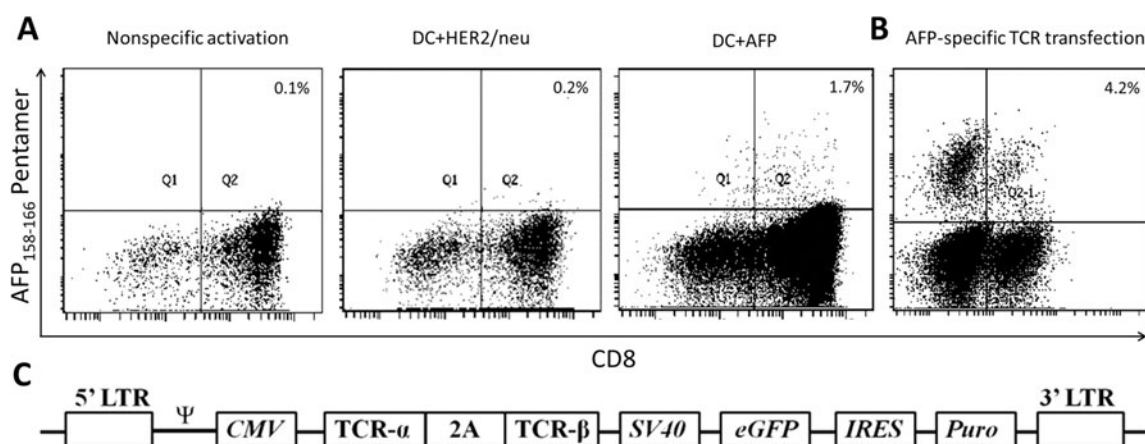 A
Nonspecific activation
DC+HER2/neu
DC+AFP
B
AFP-specific TCR transfection
AFP158-166 Pentamer
0.1%
Q1
Q2
0.2%
Q1
Q2
1.7%
Q1
Q2
4.2%
Q2-1
CD8
C
5' LTR
Ψ
CMV
TCR-α
2A
TCR-β
SV40
eGFP
IRES
Puro
3' LTR